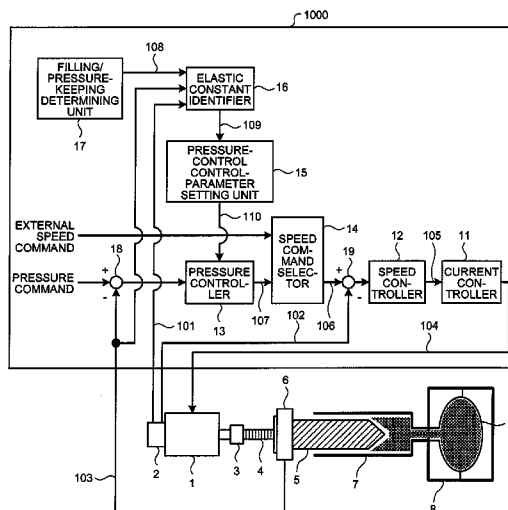 1000
108
FILLING/
PRESSURE-
KEEPING
DETERMINING
UNIT
17
ELASTIC
CONSTANT
IDENTIFIER
16
109
PRESSURE-
CONTROL
CONTROL-
PARAMETER
SETTING UNIT
15
110
14
EXTERNAL
SPEED
COMMAND
SPEED
COM-
MAND
SELEC-
TOR
12
105
11
PRESSURE
COMMAND
+
18
-
PRESSURE
CONTROL-
LER
13
107
106
+
19
-
SPEED
CON-
TROLLER
CURRENT
CON-
TROLLER
101
102
104
103
6
2
1
3
4
5
7
8